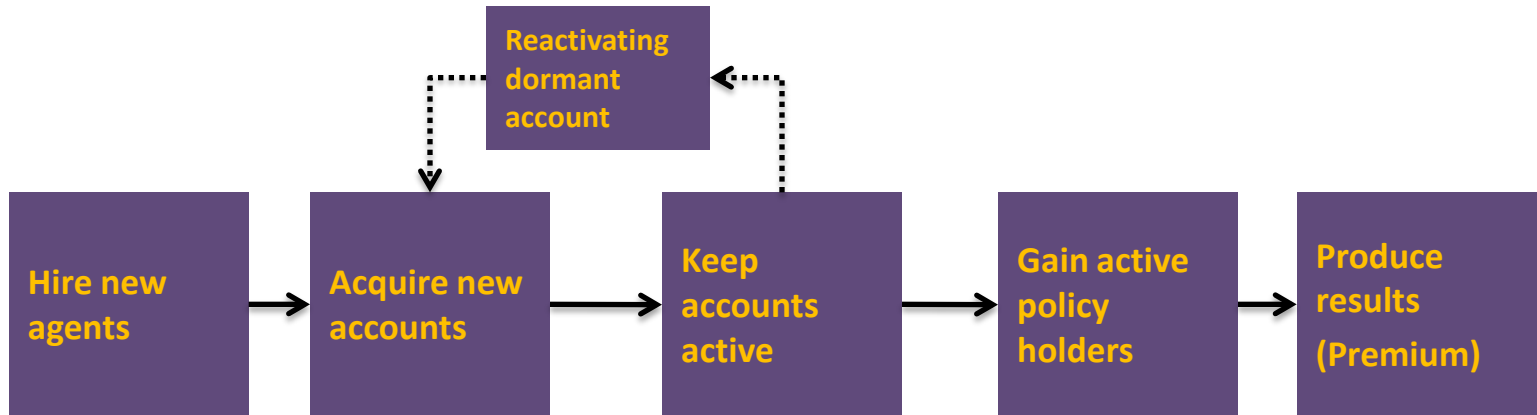 Reactivating
dormant
account
Hire new
agents
Acquire new
accounts
Keep
accounts
active
Gain active
policy
holders
Produce
results
(Premium)